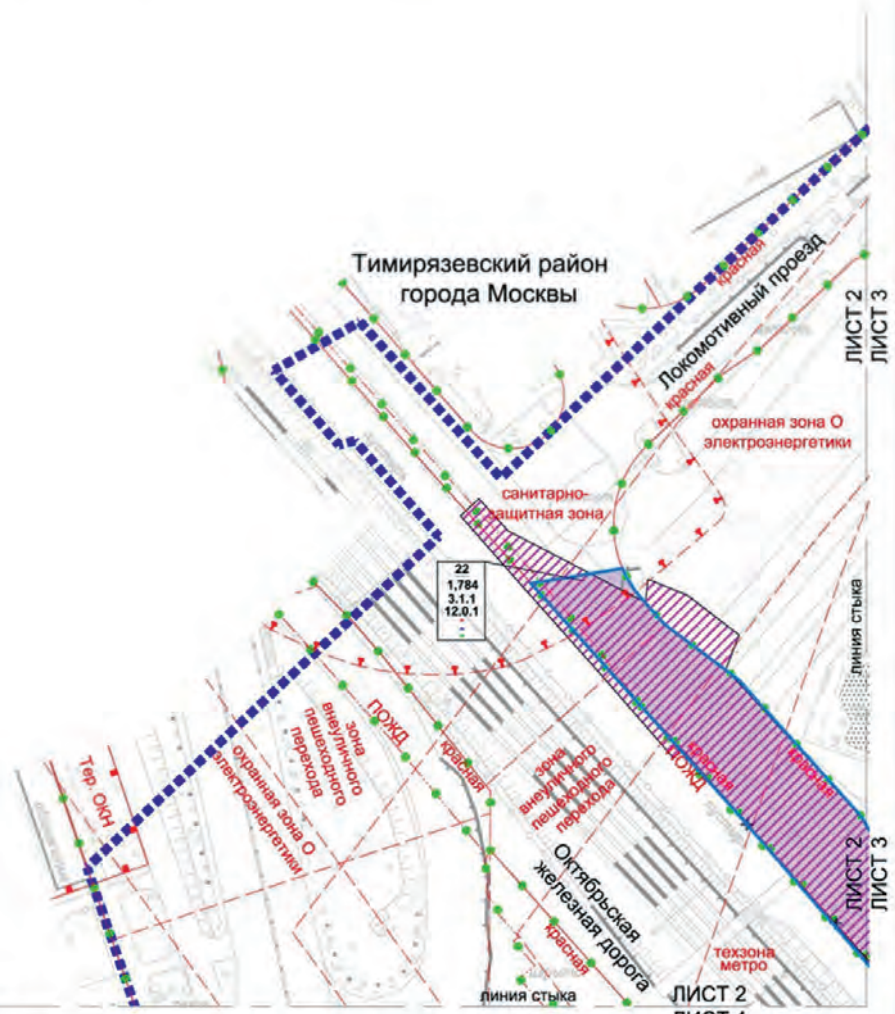 Тимирязевский район
города Москвы
красная
Локомотивный проезд
красная
ЛИСТ 2
ЛИСТ 3
охранная зона О
электроэнергетики
санитарно-
защитная зона
22
1,784
3.1.1
12.0.1
линия стыка
Тер. ОКН
охранная зона О
электроэнергетики
зона
внеуличного
пешеходного
перехода
ПОЖД
красная
зона
внеуличного
пешеходного
перехода
красная
ПОЖД
красная
Октябрьская
железная дорога
красная
техзона
метро
ЛИСТ 2
ЛИСТ 3
линия стыка
ЛИСТ 2